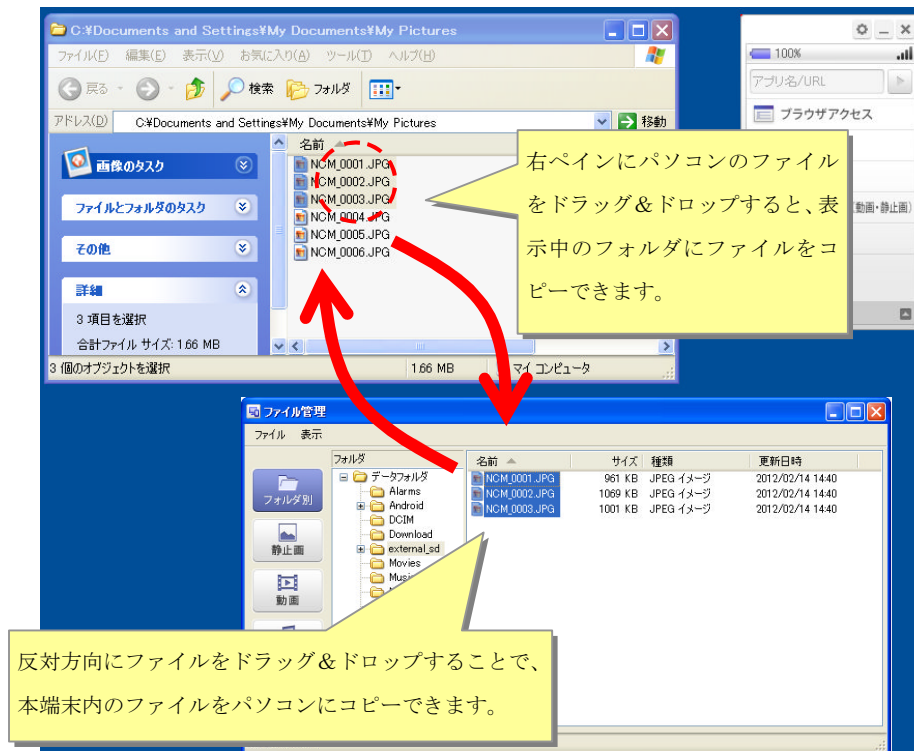 C:¥Documents and Settings¥My Documents¥My Pictures
ファイル(F) 編集(E) 表示(V) お気に入り(A) ツール(T) ヘルプ(H)
戻る 検索 フォルダ
アドレス(D) C:¥Documents and Settings¥My Documents¥My Pictures 移動
画像のタスク
ファイルとフォルダのタスク
その他
詳細
3 項目を選択
合計ファイル サイズ: 1.66 MB
名前
NCM_0001.JPG
NCM_0002.JPG
NCM_0003.JPG
NCM_0004.JPG
NCM_0005.JPG
NCM_0006.JPG
3 個のオブジェクトを選択 1.66 MB マイ コンピュータ
100%
アプリ名/URL
ブラウザアクセス
(動画・静止画)
右ペインにパソコンのファイル
をドラッグ&ドロップすると、表
示中のフォルダにファイルをコ
ピーできます。
ファイル管理
ファイル 表示
フォルダ別
静止画
動画
フォルダ
データフォルダ
Alarms
Android
DCIM
Download
external_sd
Movies
名前 サイズ 種類 更新日時
NCM_0001.JPG 961 KB JPEG イメージ 2012/02/14 14:40
NCM_0002.JPG 1069 KB JPEG イメージ 2012/02/14 14:40
NCM_0003.JPG 1001 KB JPEG イメージ 2012/02/14 14:40
反対方向にファイルをドラッグ&ドロップすることで、
本端末内のファイルをパソコンにコピーできます。